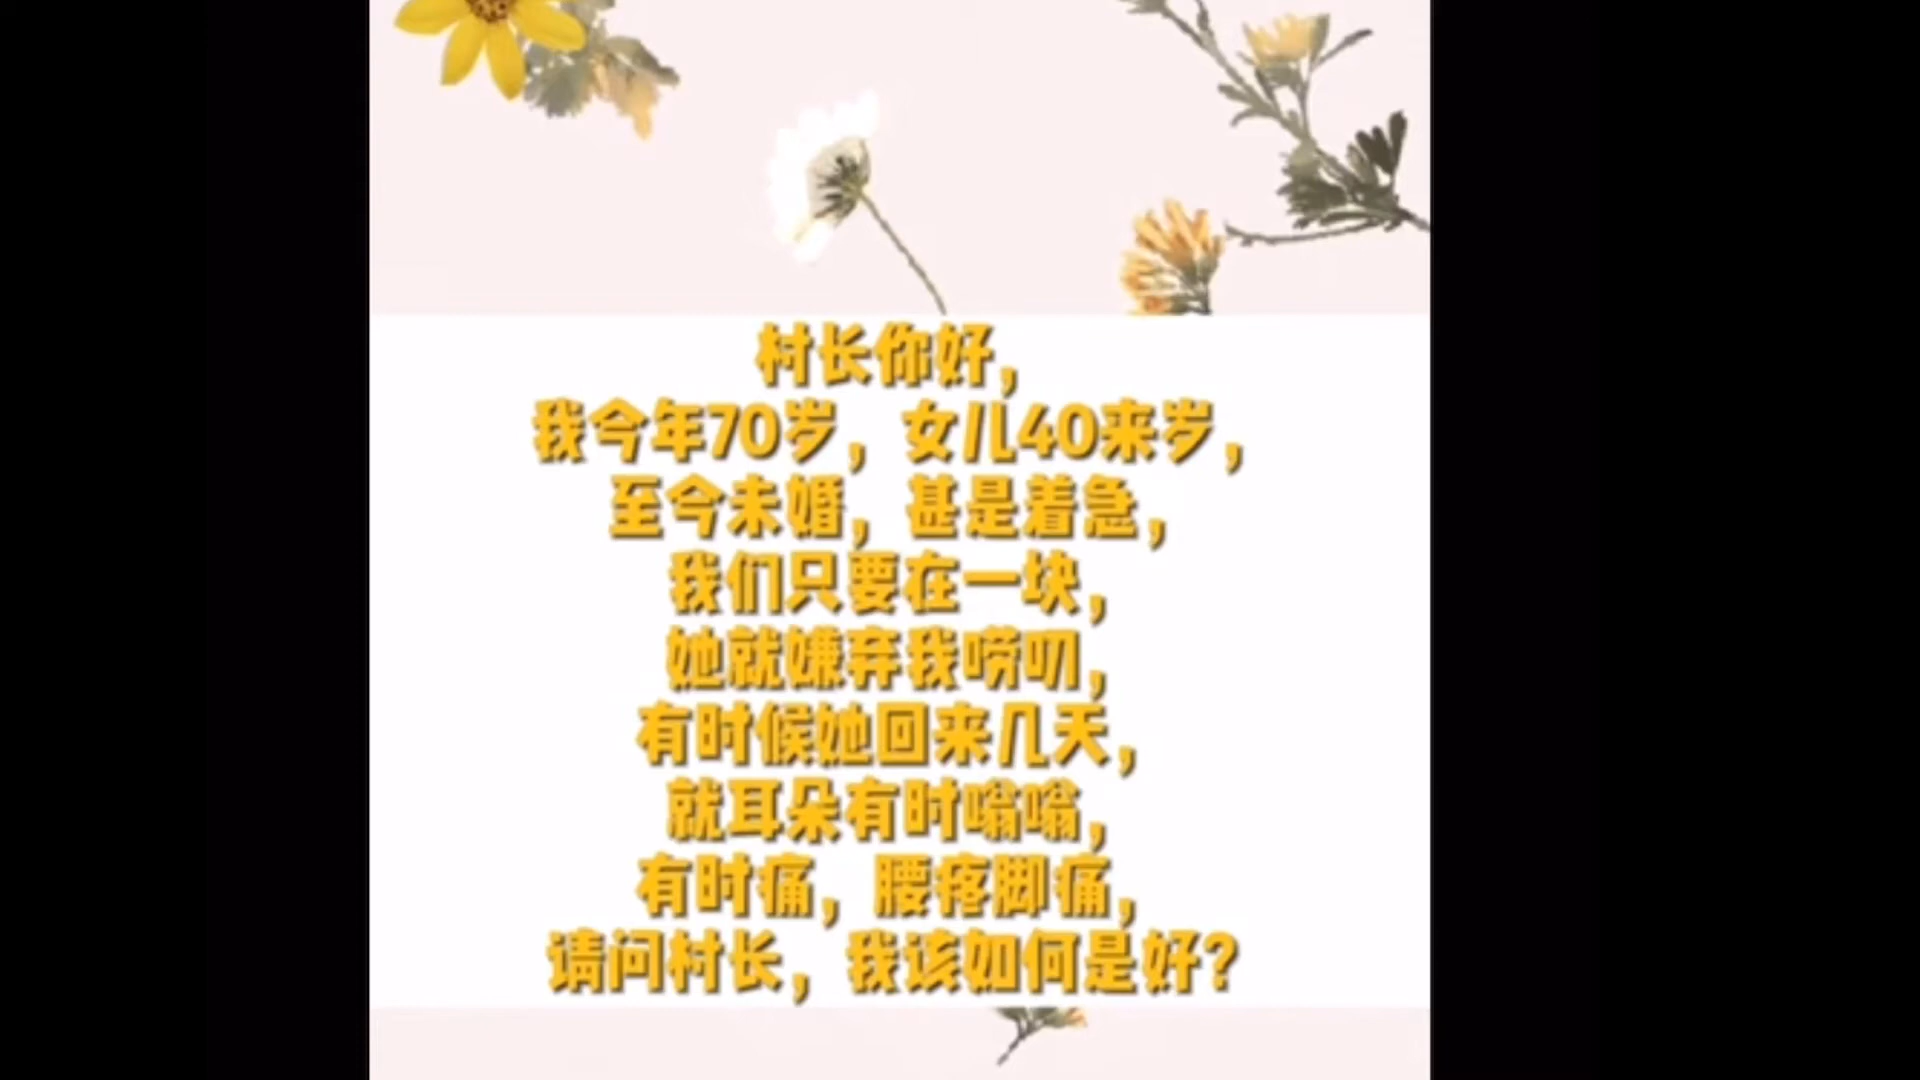 村长你好，
我今年70岁，女儿40来岁，
至今未婚，甚是着急，
我们只要在一块，
她就嫌弃我唠叨，
有时候她回来几天，
就耳朵有时嗡嗡，
有时痛，腰疼脚痛，
请问村长，我该如何是好？